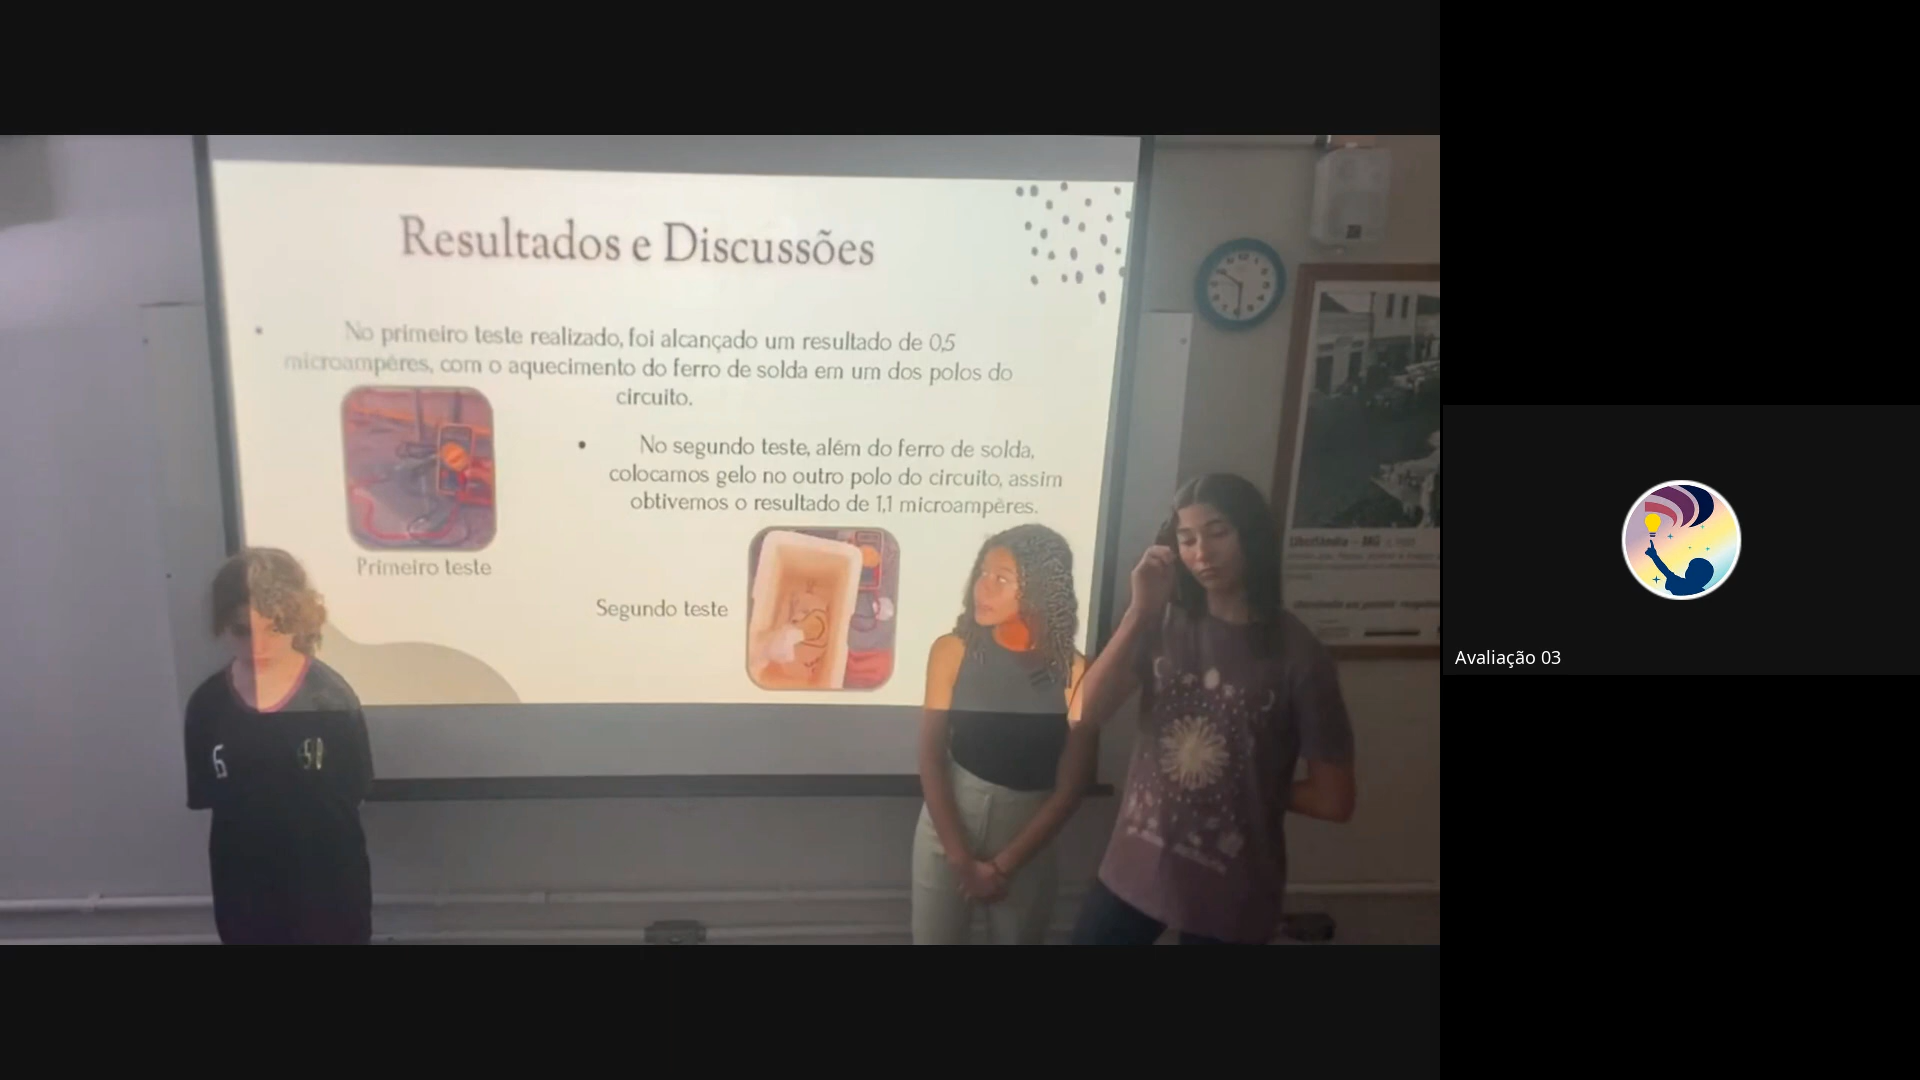 Resultados e Discussões
No primeiro teste realizado, foi alcançado um resultado de 0,5
microampères, com o aquecimento do ferro de solda em um dos polos do
circuito.
No segundo teste, além do ferro de solda,
colocamos gelo no outro polo do circuito, assim
obtivemos o resultado de 1,1 microampères.
Primeiro teste
Segundo teste
Uberlândia - MG
Avaliação 03